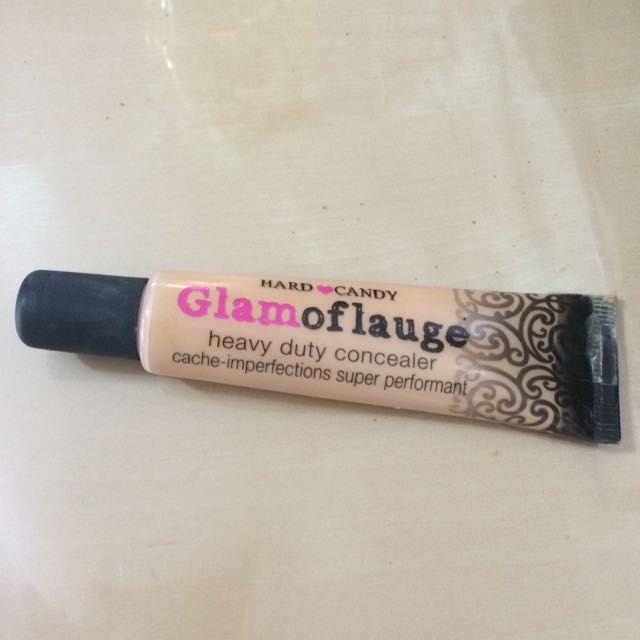 HARD ♥ CANDY
Glamoflauge
heavy duty concealer
cache-imperfections super performant